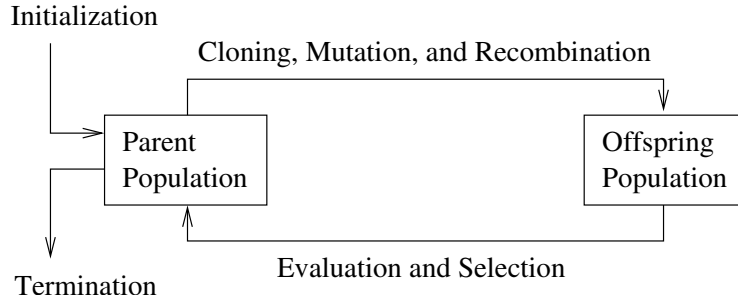 Initialization
Cloning, Mutation, and Recombination
Parent
Population
Offspring
Population
Evaluation and Selection
Termination